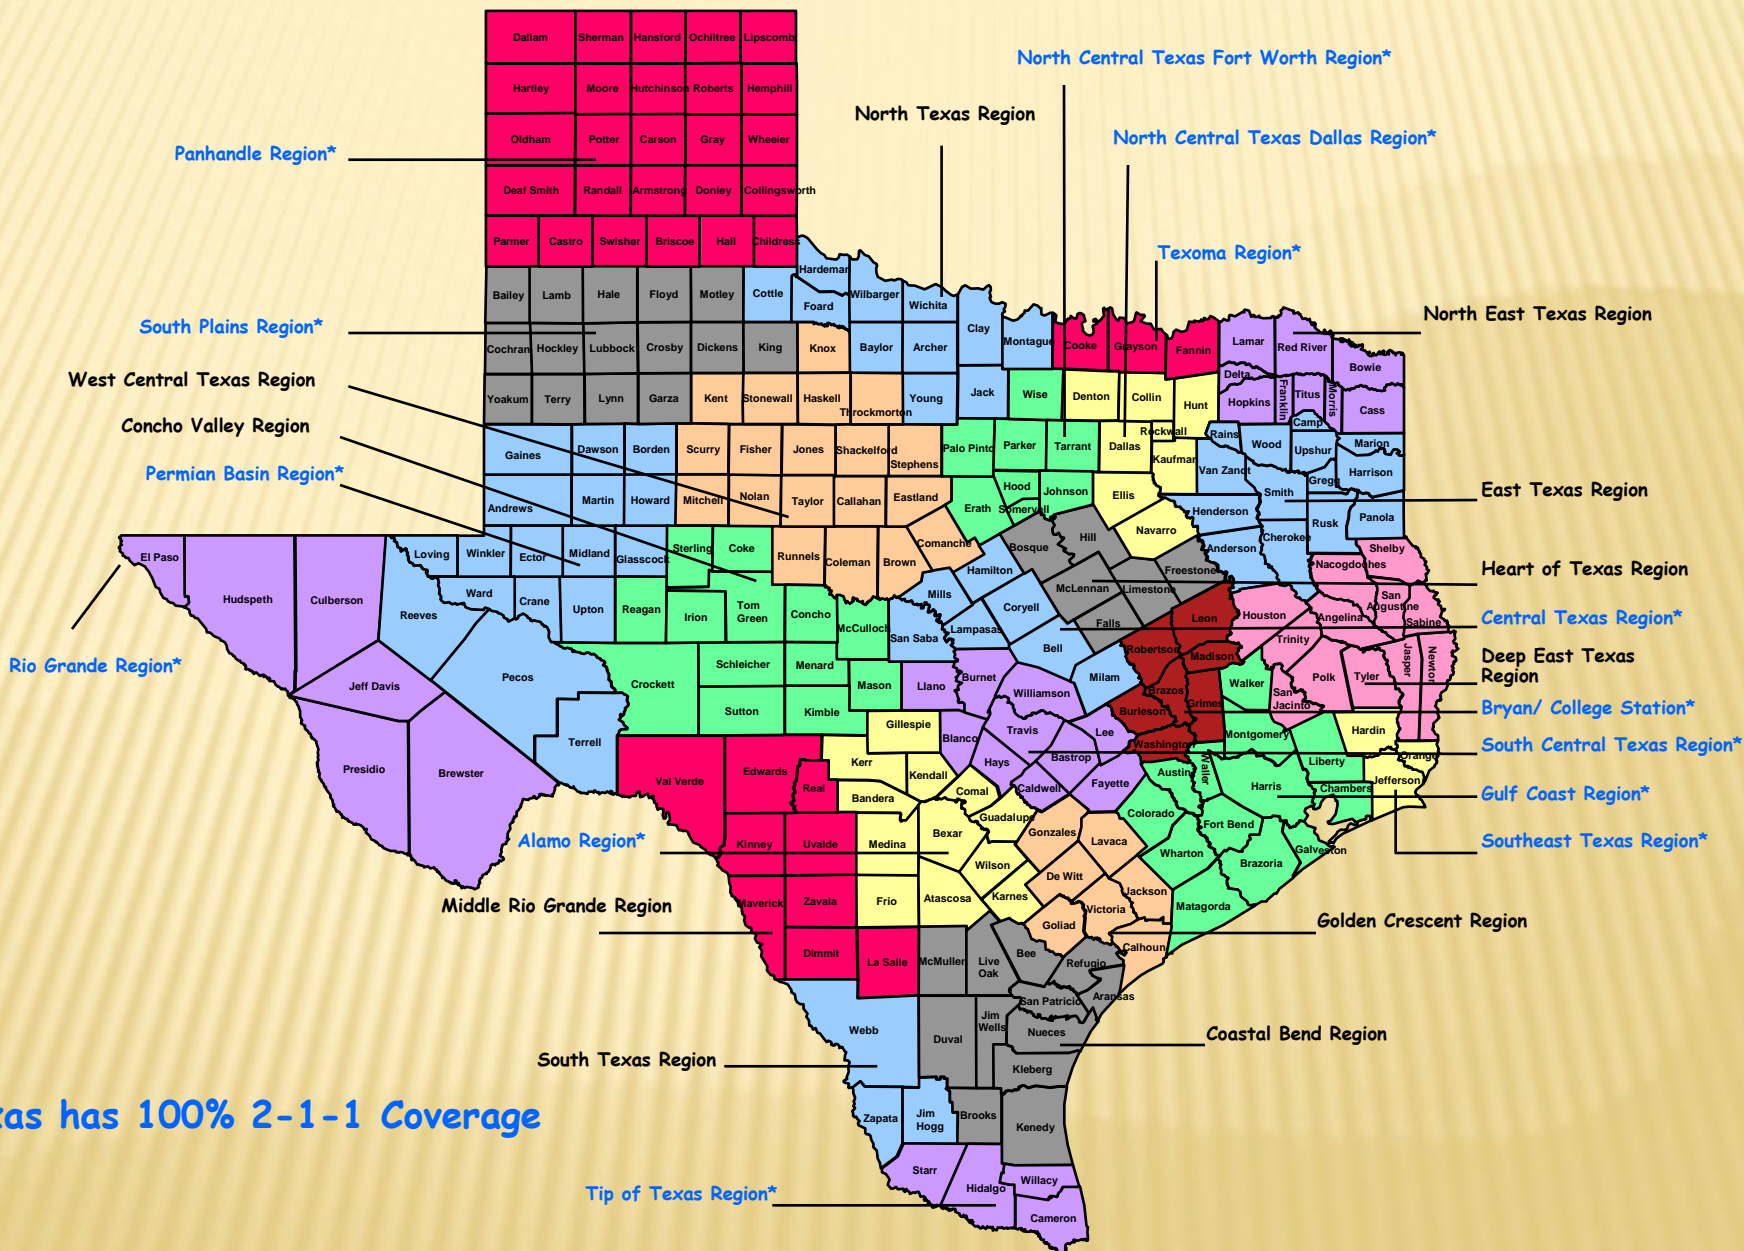 Dallam Sherman Hansford Ochiltree Lipscomb
North Central Texas Fort Worth Region*
Hartley Moore Hutchinson Roberts Hemphill
North Texas Region
Oldham Potter Carson Gray Wheeler
North Central Texas Dallas Region*
Panhandle Region*
Deaf Smith Randall Armstrong Donley Collingsworth
Parmer Castro Swisher Briscoe Hall Childress
Texoma Region*
Hardeman
Bailey Lamb Hale Floyd Motley Cottle Foard Wilbarger Wichita
North East Texas Region
South Plains Region*
Clay Montague Cooke Grayson Fannin Lamar Red River Bowie
Cochran Hockley Lubbock Crosby Dickens King Knox Baylor Archer
West Central Texas Region
Delta Hopkins Franklin Titus Morris Cass
Yoakum Terry Lynn Garza Kent Stonewall Haskell Throckmorton Young Jack Wise Denton Collin Hunt
Concho Valley Region
Rockwall Rains Wood Camp Upshur Marion Harrison
Gaines Dawson Borden Scurry Fisher Jones Shackelford Stephens Palo Pinto Parker Tarrant Dallas Kaufman Van Zandt
Permian Basin Region*
Gregg Smith
East Texas Region
Andrews Martin Howard Mitchell Nolan Taylor Callahan Eastland Erath Hood Somervell Johnson Ellis Henderson Rusk Panola
Navarro Cherokee Anderson
El Paso Hudspeth Culberson Reeves Loving Winkler Ector Midland Glasscock Sterling Coke Runnels Coleman Brown Comanche Hamilton Bosque Hill Freestone Shelby Nacogdoches
Heart of Texas Region
Ward Crane Upton Reagan Irion Tom
Green Concho McCulloch Mills Coryell McLennan Limestone Falls Leon Houston San
Augustine Angelina Sabine
Central Texas Region*
San Saba Lampasas Bell Robertson Madison Trinity
Rio Grande Region*
Deep East Texas
Region
Jeff Davis Pecos Crockett Schleicher Menard Mason Llano Burnet Williamson Milam Brazos Walker San
Jacinto Polk Tyler Jasper Newton
Sutton Kimble Gillespie Blanco Travis Lee Burleson Grimes
Bryan/ College Station*
Montgomery Hardin Orange
South Central Texas Region*
Presidio Brewster Terrell Val Verde Edwards Real Kerr Kendall Hays Bastrop Washington Austin Waller Liberty Jefferson
Bandera Comal Caldwell Fayette Harris Chambers
Gulf Coast Region*
Guadalupe Gonzales Colorado Fort Bend
Alamo Region*
Kinney Uvalde Medina Bexar Wilson Lavaca Wharton Brazoria Galveston
Southeast Texas Region*
De Witt Jackson Matagorda
Middle Rio Grande Region
Maverick Zavala Frio Atascosa Karnes Goliad Victoria Calhoun
Golden Crescent Region
Dimmit La Salle McMullen Live
Oak Bee Refugio
San Patricio Aransas
Webb Duval Jim
Wells Nueces
Coastal Bend Region
South Texas Region
Kleberg
xas has 100% 2-1-1 Coverage
Zapata Jim
Hogg Brooks Kenedy
Starr Hidalgo Willacy
Tip of Texas Region*
Cameron